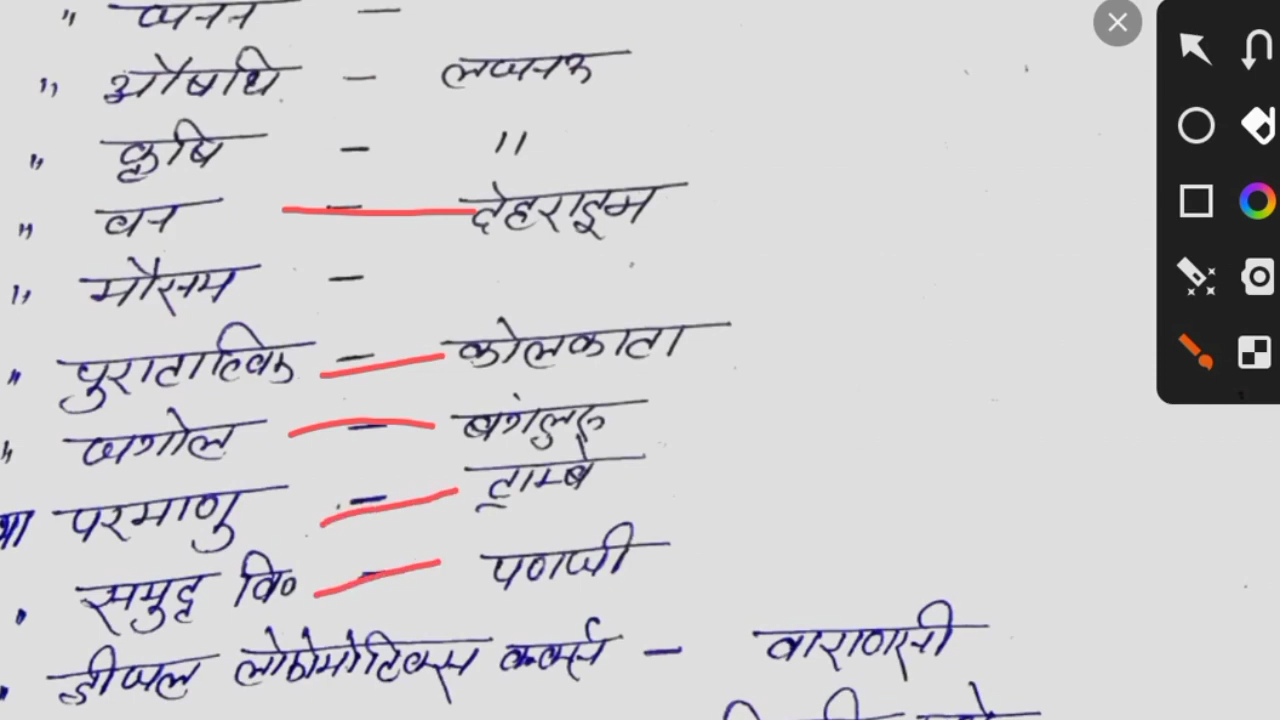 " खनन –
" औषधि – लखनऊ
" कृषि – "
" वन – देहरादून
" मौसम –
" पुरातात्विक – कोलकाता
" खगोल – बंगलुरू
भा परमाणु – ट्राम्बे
• समुद्र वि० – पणजी
• डीजल लोकोमोटिव्स वर्क्स – वाराणसी